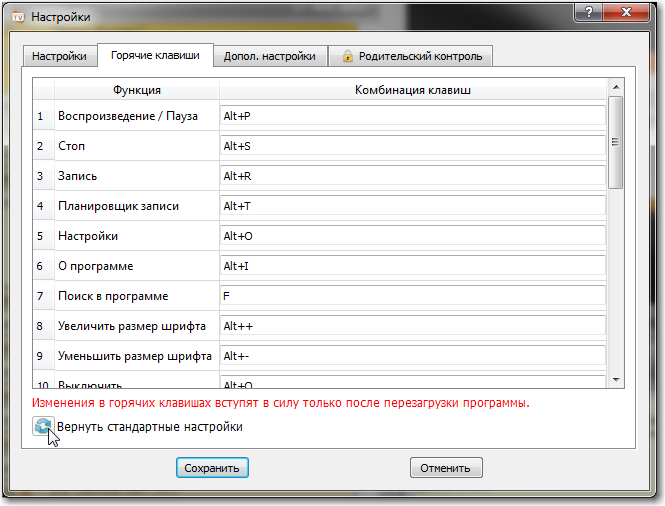 Настройки
Настройки Горячие клавиши Допол. настройки Родительский контроль
Функция Комбинация клавиш
1 Воспроизведение / Пауза Alt+P
2 Стоп Alt+S
3 Запись Alt+R
4 Планировщик записи Alt+T
5 Настройки Alt+O
6 О программе Alt+I
7 Поиск в программе F
8 Увеличить размер шрифта Alt++
9 Уменьшить размер шрифта Alt+-
10 Выключить Alt+Q
Изменения в горячих клавишах вступят в силу только после перезагрузки программы.
Вернуть стандартные настройки
Сохранить Отменить